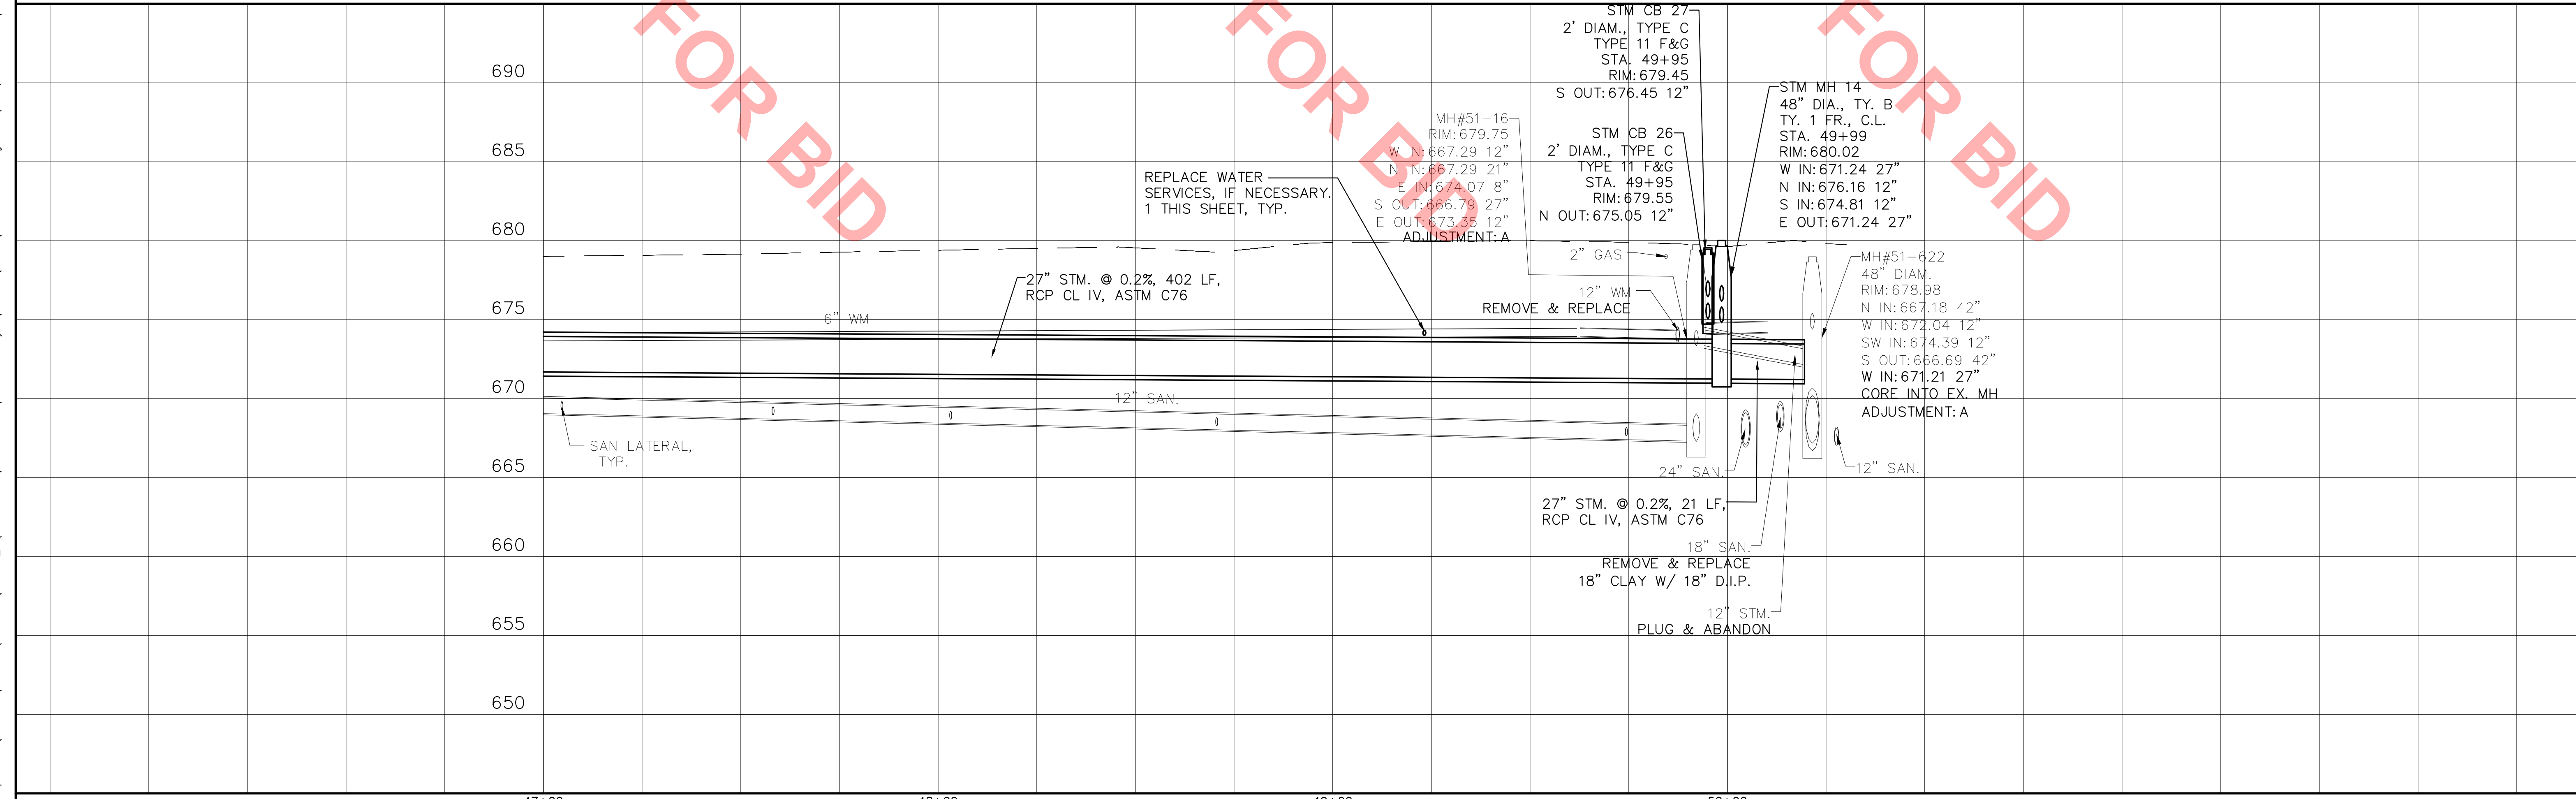 FOR BID
FOR BID
FOR BID
690
685
680
675
670
665
660
655
650
STM CB 27
2' DIAM., TYPE C
TYPE 11 F&G
STA. 49+95
RIM:679.45
S OUT:676.45 12"
STM MH 14
48" DIA., TY. B
TY. 1 FR., C.L.
STA. 49+99
RIM:680.02
W IN:671.24 27"
N IN:676.16 12"
S IN:674.81 12"
E OUT:671.24 27"
MH#51-16
RIM:679.75
W IN:667.29 12"
N IN:667.29 21"
E IN:674.07 8"
S OUT:666.79 27"
E OUT:673.35 12"
ADJUSTMENT:A
STM CB 26
2' DIAM., TYPE C
TYPE 11 F&G
STA. 49+95
RIM:679.55
N OUT:675.05 12"
REPLACE WATER
SERVICES, IF NECESSARY.
1 THIS SHEET, TYP.
2" GAS
12" WM
REMOVE & REPLACE
27" STM. @ 0.2%, 402 LF,
RCP CL IV, ASTM C76
6" WM
12" SAN.
SAN LATERAL,
TYP.
MH#51-622
48" DIAM.
RIM:678.98
N IN:667.18 42"
W IN:672.04 12"
SW IN:674.39 12"
S OUT:666.69 42"
W IN:671.21 27"
CORE INTO EX. MH
ADJUSTMENT:A
24" SAN.
12" SAN.
27" STM. @ 0.2%, 21 LF,
RCP CL IV, ASTM C76
18" SAN.
REMOVE & REPLACE
18" CLAY W/ 18" D.I.P.
12" STM.
PLUG & ABANDON